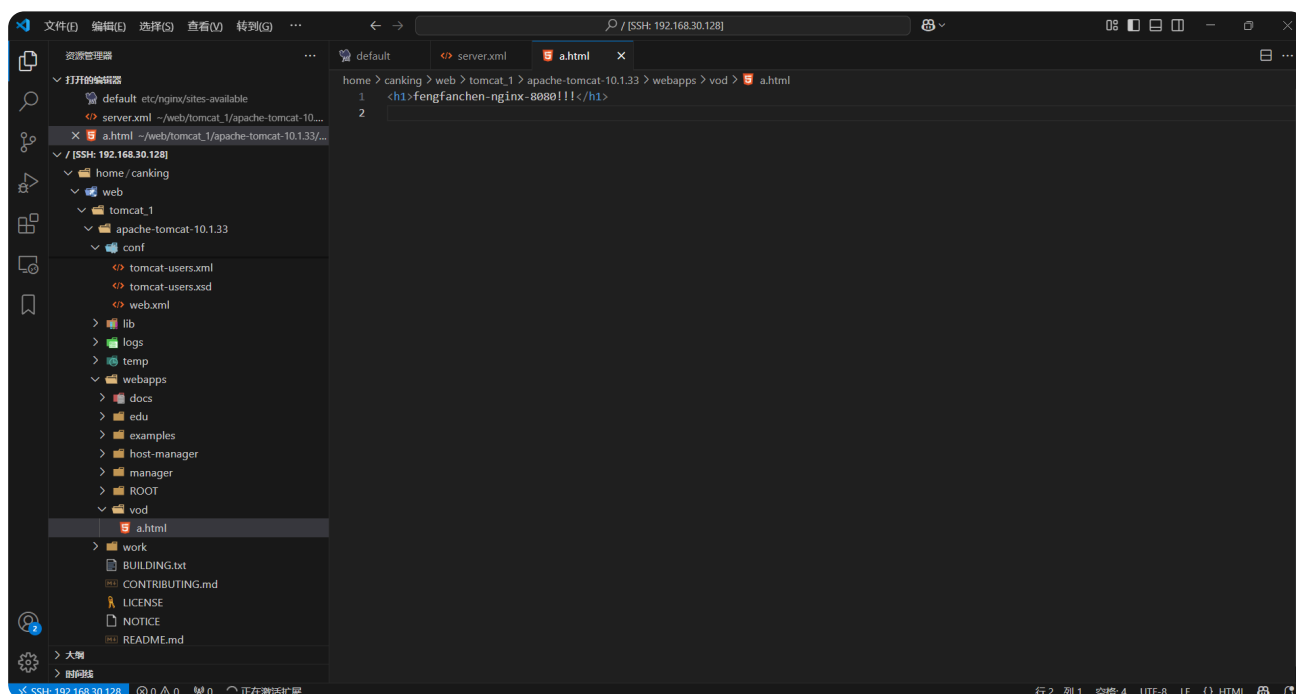 文件(F) 编辑(E) 选择(S) 查看(V) 转到(G) ··· / [SSH: 192.168.30.128]
资源管理器 ···
打开的编辑器
default etc/nginx/sites-available
server.xml ~/web/tomcat_1/apache-tomcat-10....
a.html ~/web/tomcat_1/apache-tomcat-10.1.33/...
/ [SSH: 192.168.30.128]
home / canking
web
tomcat_1
apache-tomcat-10.1.33
conf
tomcat-users.xml
tomcat-users.xsd
web.xml
lib
logs
temp
webapps
docs
edu
examples
host-manager
manager
ROOT
vod
a.html
work
BUILDING.txt
CONTRIBUTING.md
LICENSE
NOTICE
README.md
大纲
时间线
default server.xml a.html
home > canking > web > tomcat_1 > apache-tomcat-10.1.33 > webapps > vod > a.html
1 <h1>fengfanchen-nginx-8080!!!</h1>
2
2
SSH: 192.168.30.128 0 0 0 正在激活扩展 行 2, 列 1 空格: 4 UTF-8 LF {} HTML